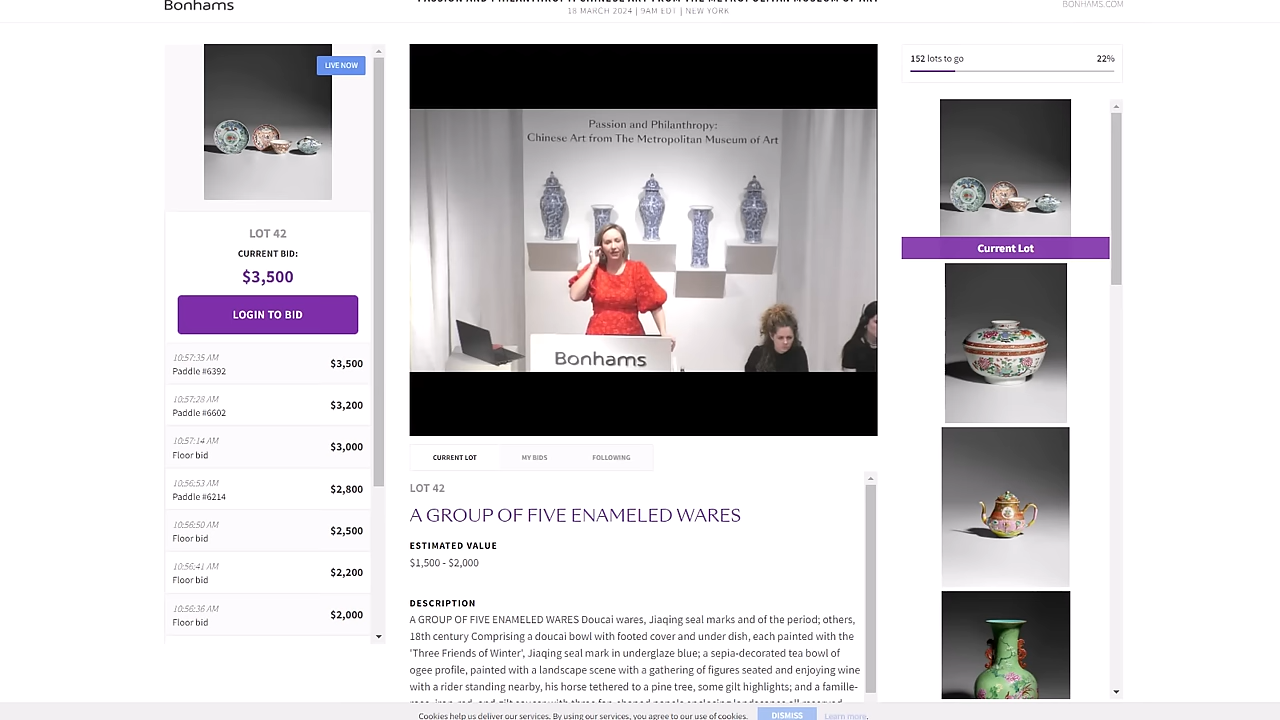 Bonhams
PASSION AND PHILANTHROPY: CHINESE ART FROM THE METROPOLITAN MUSEUM OF ART
18 MARCH 2024 | 9AM EDT | NEW YORK
BONHAMS.COM
LIVE NOW
LOT 42
CURRENT BID:
$3,500
LOGIN TO BID
10:57:35 AM
Paddle #6392
$3,500
10:57:28 AM
Paddle #6602
$3,200
10:57:14 AM
Floor bid
$3,000
10:56:53 AM
Paddle #6214
$2,800
10:56:50 AM
Floor bid
$2,500
10:56:41 AM
Floor bid
$2,200
10:56:36 AM
Floor bid
$2,000
Passion and Philanthropy:
Chinese Art from The Metropolitan Museum of Art
Bonhams
CURRENT LOT MY BIDS FOLLOWING
LOT 42
A GROUP OF FIVE ENAMELED WARES
ESTIMATED VALUE
$1,500 - $2,000
DESCRIPTION
A GROUP OF FIVE ENAMELED WARES Doucai wares, Jiaqing seal marks and of the period; others,
18th century Comprising a doucai bowl with footed cover and under dish, each painted with the
'Three Friends of Winter', Jiaqing seal mark in underglaze blue; a sepia-decorated tea bowl of
ogee profile, painted with a landscape scene with a gathering of figures seated and enjoying wine
with a rider standing nearby, his horse tethered to a pine tree, some gilt highlights; and a famille-
152 lots to go 22%
Current Lot
Cookies help us deliver our services. By using our services, you agree to our use of cookies. DISMISS Learn more.